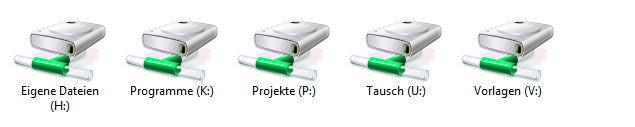 Eigene Dateien (H:)
Programme (K:)
Projekte (P:)
Tausch (U:)
Vorlagen (V:)